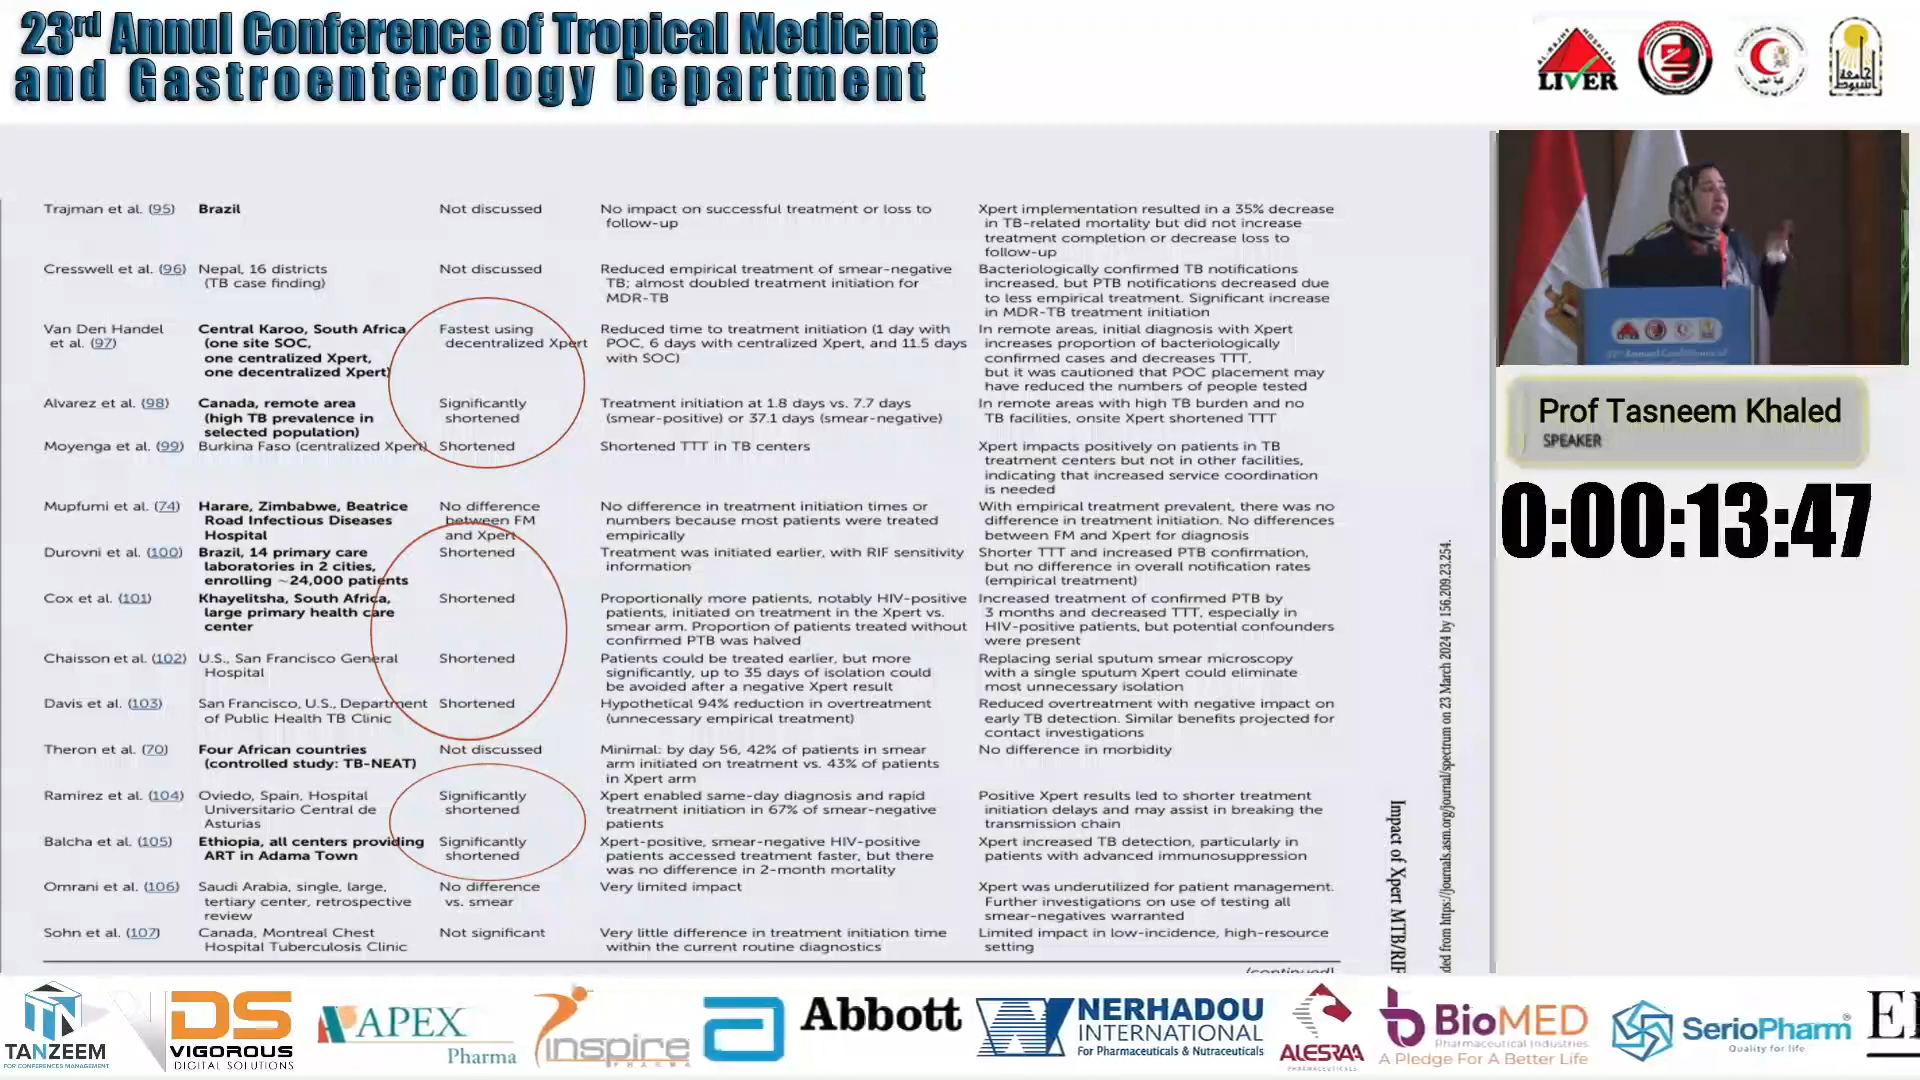 23rd Annul Conference of Tropical Medicine
and Gastroenterology Department
LIVER
Trajman et al. (95) Brazil Not discussed No impact on successful treatment or loss to follow-up Xpert implementation resulted in a 35% decrease in TB-related mortality but did not increase treatment completion or decrease loss to follow-up
Cresswell et al. (96) Nepal, 16 districts (TB case finding) Not discussed Reduced empirical treatment of smear-negative TB; almost doubled treatment initiation for MDR-TB Bacteriologically confirmed TB notifications increased, but PTB notifications decreased due to less empirical treatment. Significant increase in MDR-TB treatment initiation
Van Den Handel et al. (97) Central Karoo, South Africa (one site SOC, one centralized Xpert, one decentralized Xpert) Fastest using decentralized Xpert Reduced time to treatment initiation (1 day with POC, 6 days with centralized Xpert, and 11.5 days with SOC) In remote areas, initial diagnosis with Xpert increases proportion of bacteriologically confirmed cases and decreases TTT, but it was cautioned that POC placement may have reduced the numbers of people tested
Alvarez et al. (98) Canada, remote area (high TB prevalence in selected population) Significantly shortened Treatment initiation at 1.8 days vs. 7.7 days (smear-positive) or 37.1 days (smear-negative) In remote areas with high TB burden and no TB facilities, onsite Xpert shortened TTT
Moyenga et al. (99) Burkina Faso (centralized Xpert) Shortened Shortened TTT in TB centers Xpert impacts positively on patients in TB treatment centers but not in other facilities, indicating that increased service coordination is needed
Mupfumi et al. (74) Harare, Zimbabwe, Beatrice Road Infectious Diseases Hospital No difference between FM and Xpert No difference in treatment initiation times or numbers because most patients were treated empirically With empirical treatment prevalent, there was no difference in treatment initiation. No differences between FM and Xpert for diagnosis
Durovni et al. (100) Brazil, 14 primary care laboratories in 2 cities, enrolling ~24,000 patients Shortened Treatment was initiated earlier, with RIF sensitivity information Shorter TTT and increased PTB confirmation, but no difference in overall notification rates (empirical treatment)
Cox et al. (101) Khayelitsha, South Africa, large primary health care center Shortened Proportionally more patients, notably HIV-positive patients, initiated on treatment in the Xpert vs. smear arm. Proportion of patients treated without confirmed PTB was halved Increased treatment of confirmed PTB by 3 months and decreased TTT, especially in HIV-positive patients, but potential confounders were present
Chaisson et al. (102) U.S., San Francisco General Hospital Shortened Patients could be treated earlier, but more significantly, up to 35 days of isolation could be avoided after a negative Xpert result Replacing serial sputum smear microscopy with a single sputum Xpert could eliminate most unnecessary isolation
Davis et al. (103) San Francisco, U.S., Department of Public Health TB Clinic Shortened Hypothetical 94% reduction in overtreatment (unnecessary empirical treatment) Reduced overtreatment with negative impact on early TB detection. Similar benefits projected for contact investigations
Theron et al. (70) Four African countries (controlled study: TB-NEAT) Not discussed Minimal: by day 56, 42% of patients in smear arm initiated on treatment vs. 43% of patients in Xpert arm No difference in morbidity
Ramirez et al. (104) Oviedo, Spain, Hospital Universitario Central de Asturias Significantly shortened Xpert enabled same-day diagnosis and rapid treatment initiation in 67% of smear-negative patients Positive Xpert results led to shorter treatment initiation delays and may assist in breaking the transmission chain
Balcha et al. (105) Ethiopia, all centers providing ART in Adama Town Significantly shortened Xpert-positive, smear-negative HIV-positive patients accessed treatment faster, but there was no difference in 2-month mortality Xpert increased TB detection, particularly in patients with advanced immunosuppression
Omrani et al. (106) Saudi Arabia, single, large, tertiary center, retrospective review No difference vs. smear Very limited impact Xpert was underutilized for patient management. Further investigations on use of testing all smear-negatives warranted
Sohn et al. (107) Canada, Montreal Chest Hospital Tuberculosis Clinic Not significant Very little difference in treatment initiation time within the current routine diagnostics Limited impact in low-incidence, high-resource setting
(continued)
Impact of Xpert MTB/RIF
ded from https://journals.asm.org/journal/spectrum on 23 March 2024 by 156.209.23.254.
Prof Tasneem Khaled
SPEAKER
0:00:13:47
TANZEEM
FOR CONFERENCES MANAGEMENT
VDS
VIGOROUS
DIGITAL SOLUTIONS
APEX
Pharma
inspire
PHARMA
Abbott
NERHADOU
INTERNATIONAL
For Pharmaceuticals & Nutraceuticals
ALESRAA
PHARMACEUTICALS
BioMED
Pharmaceutical Industries
A Pledge For A Better Life
SerioPharm
Quality for life